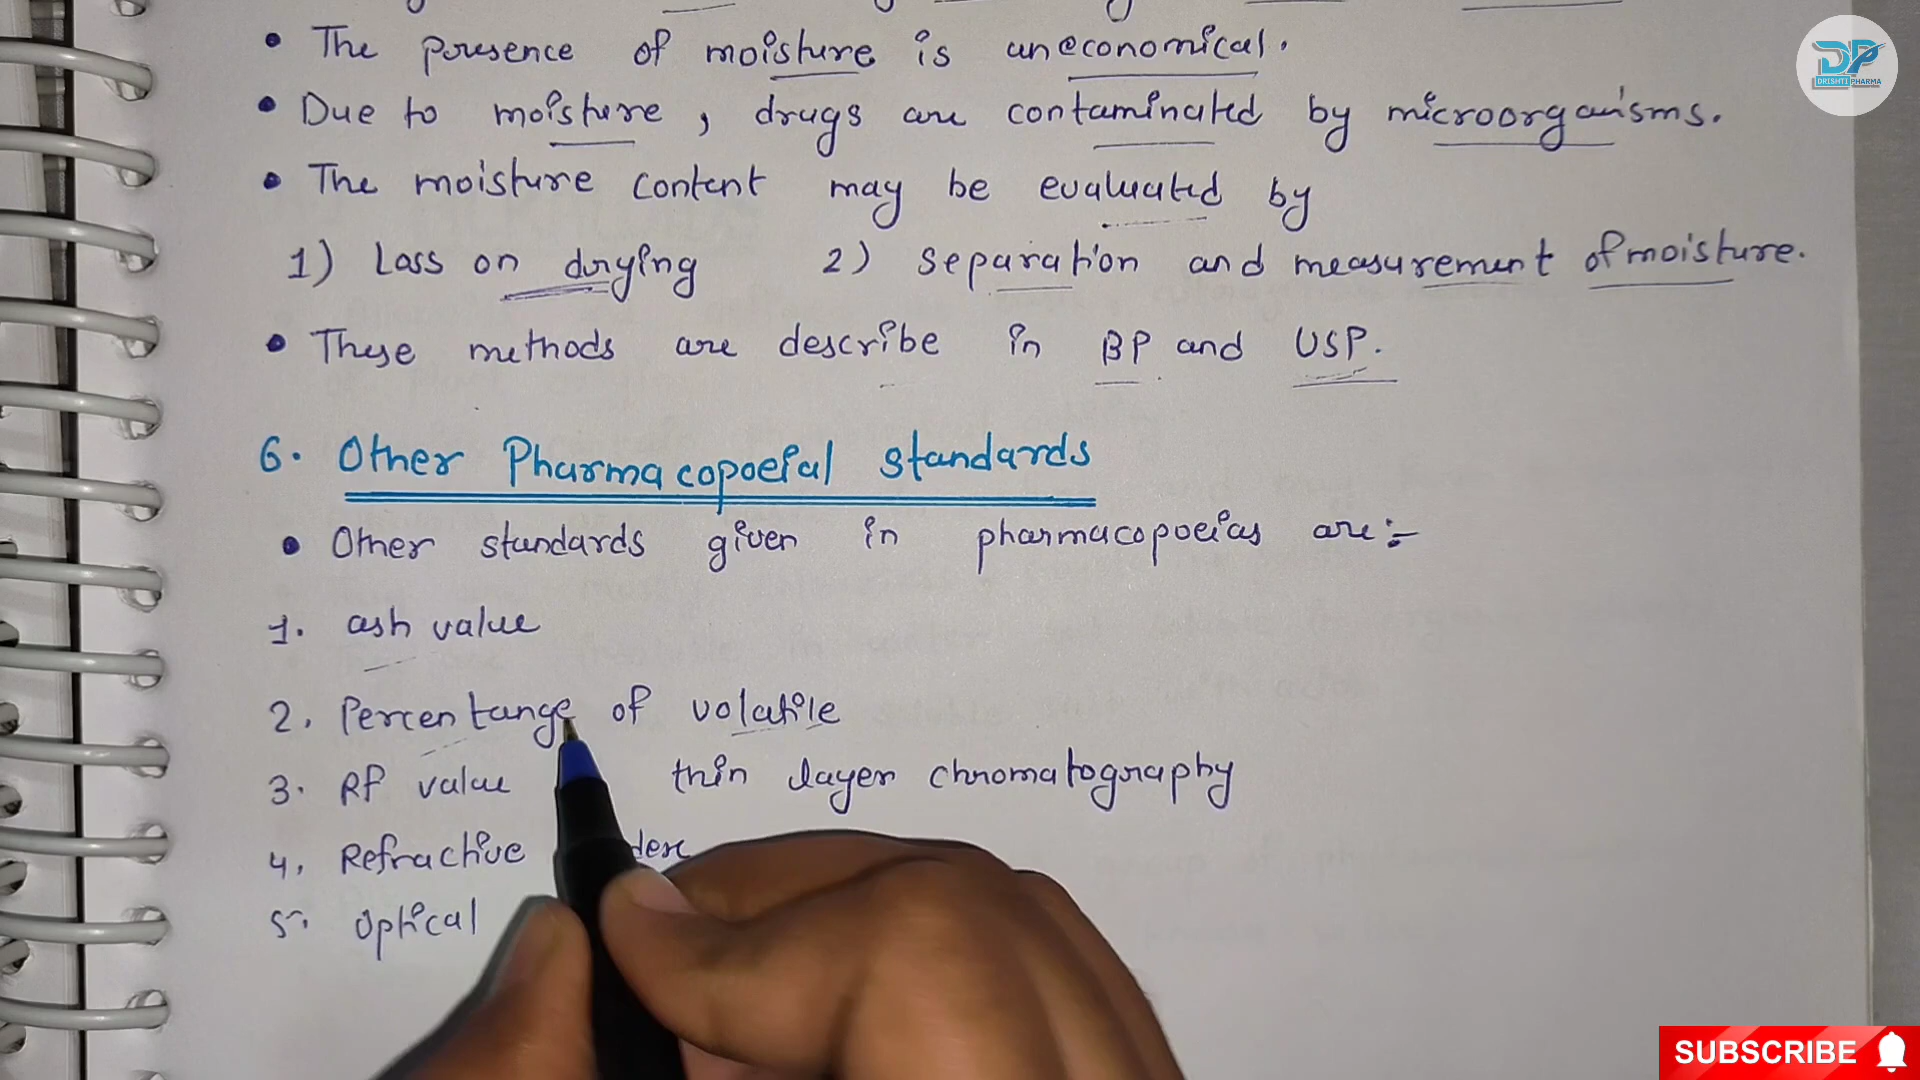 • The presence of moisture is uneconomical.
• Due to moisture, drugs are contaminated by microorganisms.
• The moisture content may be evaluated by
1) Loss on drying 2) Separation and measurement of moisture.
• These methods are describe in BP and USP.
6. Other Pharmacopoeial standards
• Other standards given in pharmacopoeias are:-
1. ash value
2. Percentange of volatile
3. Rf value thin layer chromatography
4. Refractive
5. Optical
DP
DRISHTI PHARMA
SUBSCRIBE